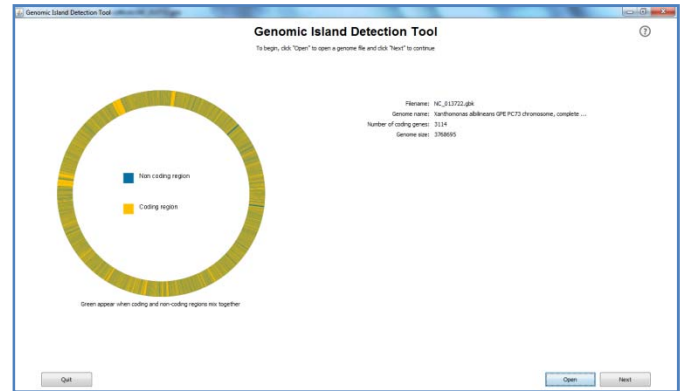 Genomic Island Detection Tool
Genomic Island Detection Tool
?
To begin, click "Open" to open a genome file and click "Next" to continue
Filename: NC_013722.gbk
Genome name: Xanthomonas albilineans GPE PC73 chromosome, complete ...
Number of coding genes: 3114
Genome size: 3768695
Non coding region
Coding region
Green appear when coding and non-coding regions mix together
Quit
Open
Next